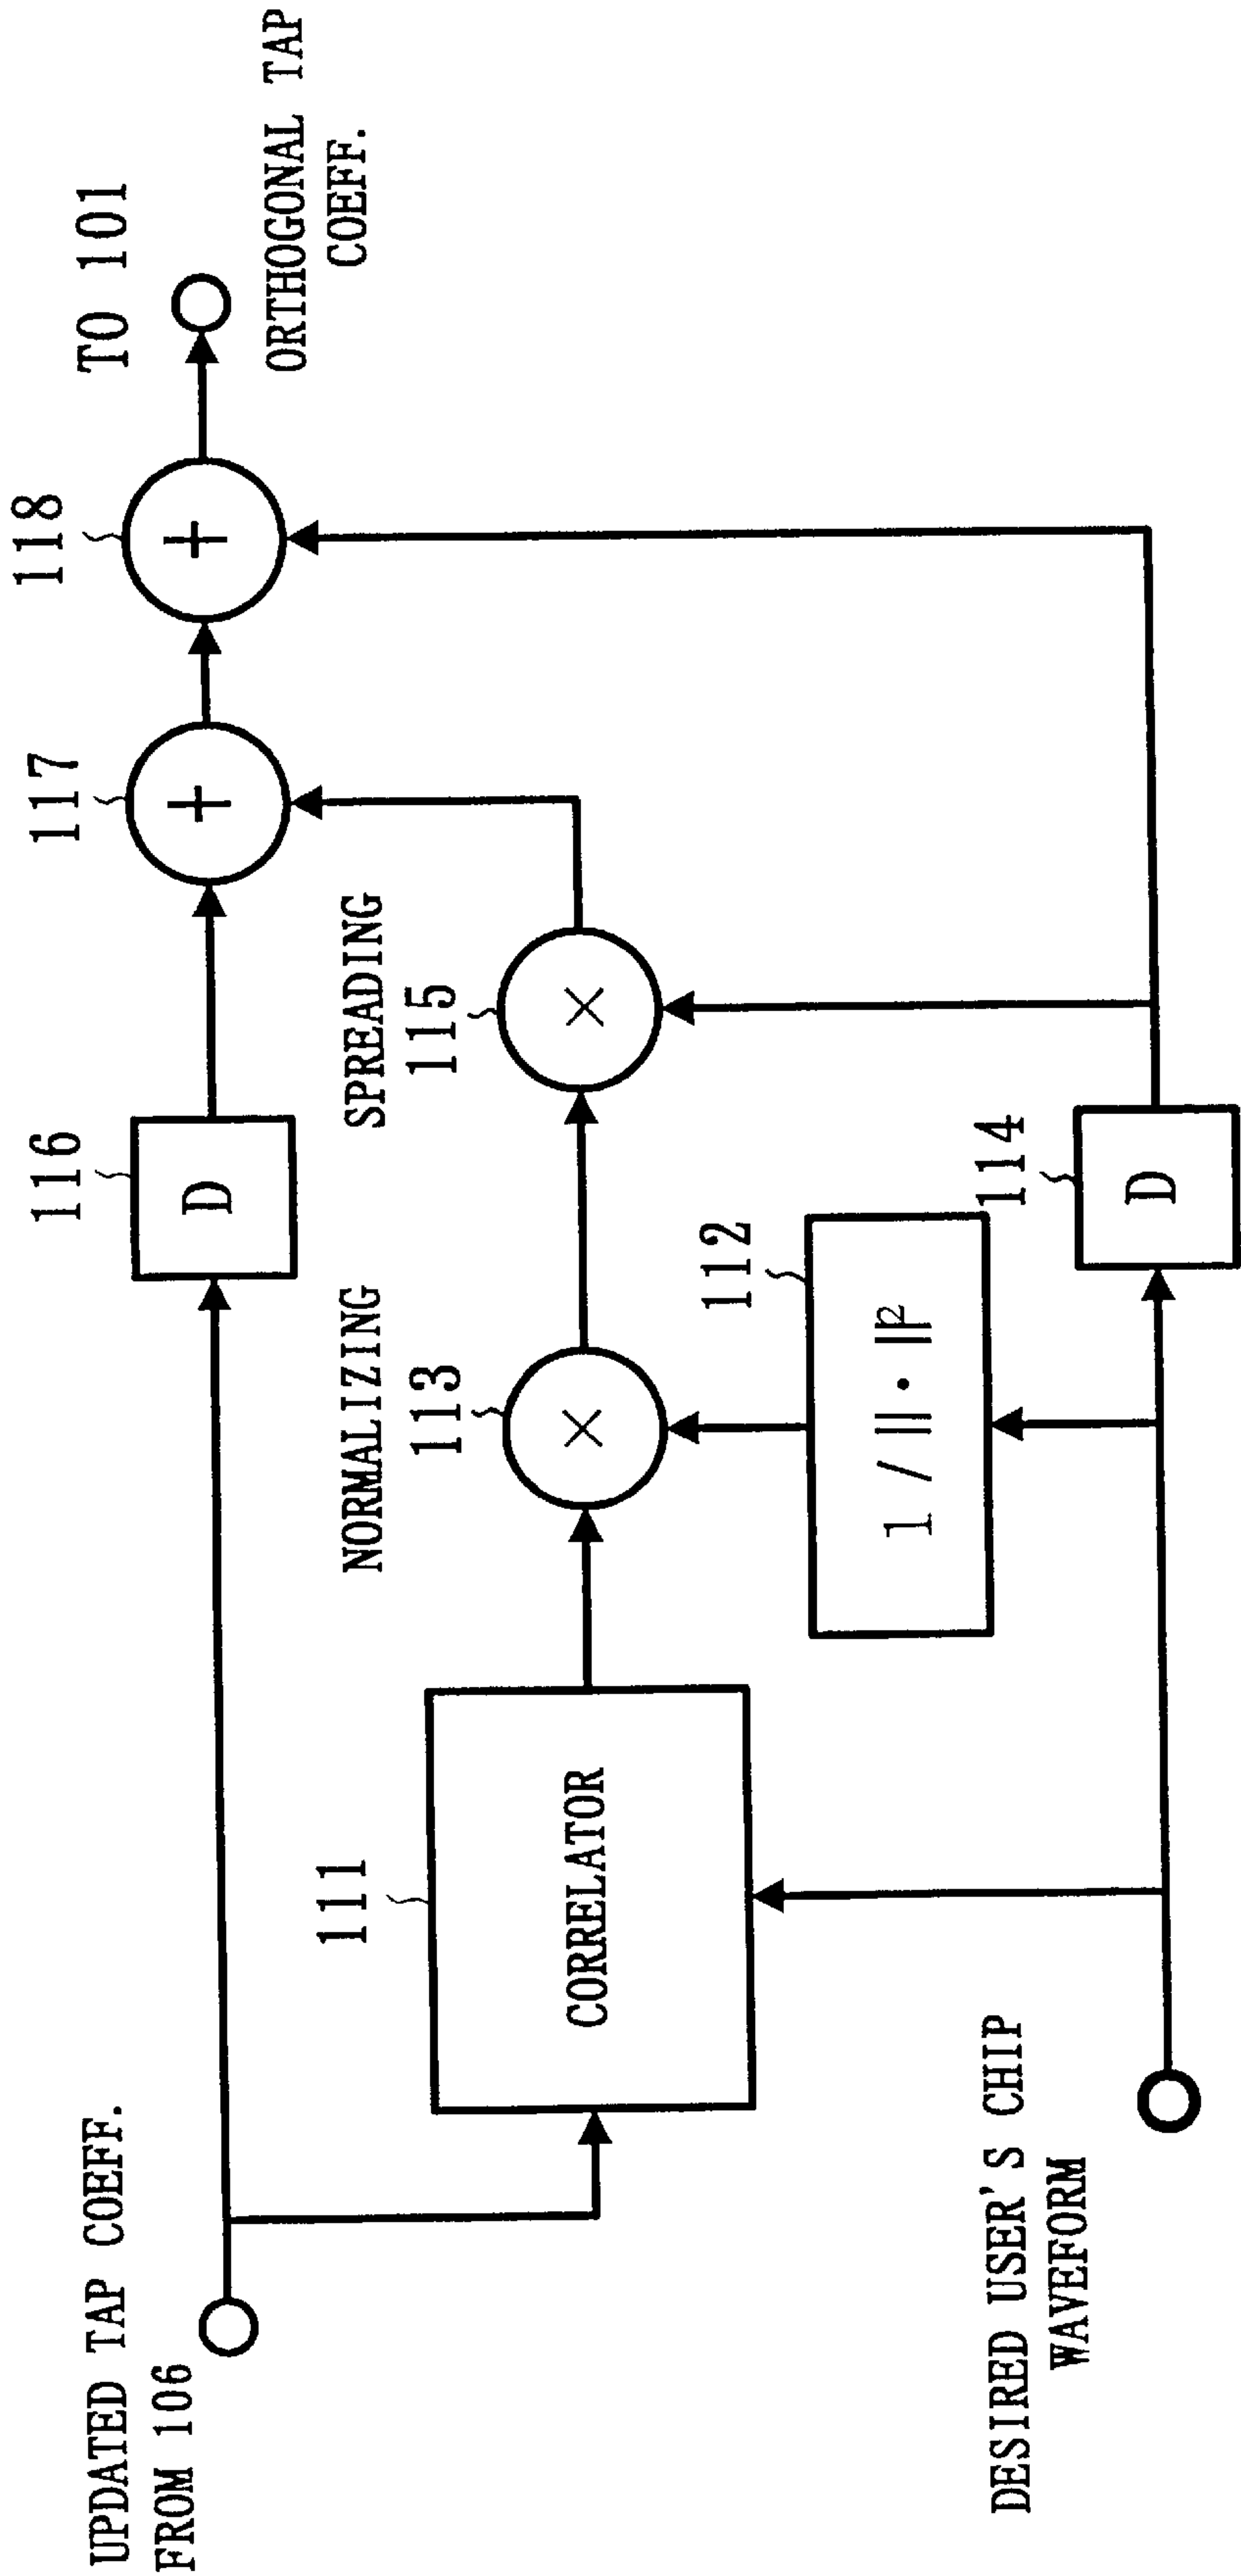 UPDATED TAP COEFF.
FROM 106
116
D
117
+
118
+
TO 101
ORTHOGONAL TAP
COEFF.
111
CORRELATOR
NORMALIZING
113
×
SPREADING
115
×
112
1 / ||・||²
114
D
DESIRED USER'S CHIP
WAVEFORM